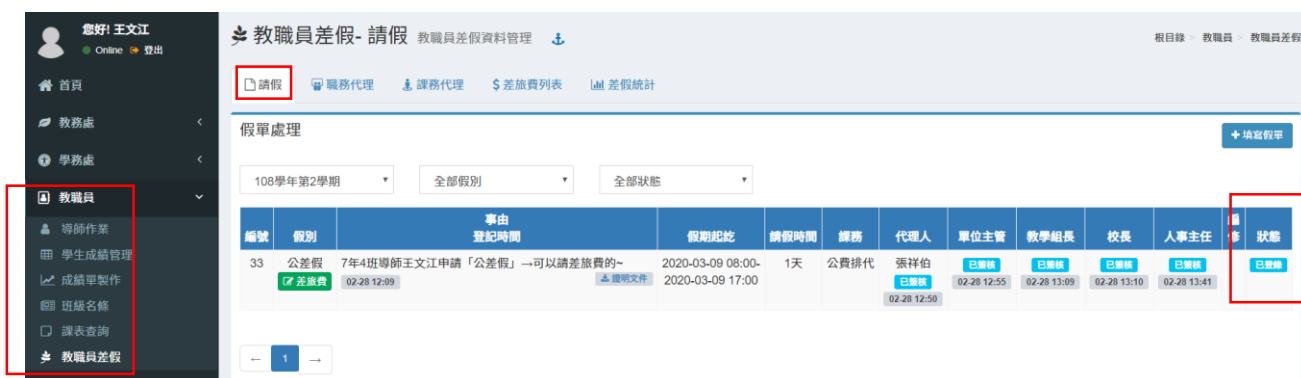 您好! 王文江
Online 登出
教職員差假- 請假 教職員差假資料管理
根目錄 > 教職員 > 教職員差假
首頁
請假 職務代理 課務代理 $ 差旅費列表 差假統計
教務處
假單處理
+ 填寫假單
學務處
108學年第2學期 全部假別 全部狀態
教職員
導師作業
學生成績管理
成績單製作
班級名條
課表查詢
教職員差假
編號 假別 事由 登記時間 假期起訖 請假時間 課務 代理人 單位主管 教學組長 校長 人事主任 編修 狀態
33 公差假 7年4班導師王文江申請「公差假」→可以請差旅費的~ 2020-03-09 08:00- 1天 公費排代 張祥伯 已簽核 已簽核 已簽核 已簽核 已登錄
差旅費 02-28 12:09 證明文件 2020-03-09 17:00 已簽核 02-28 12:55 02-28 13:09 02-28 13:10 02-28 13:41
02-28 12:50
← 1 →